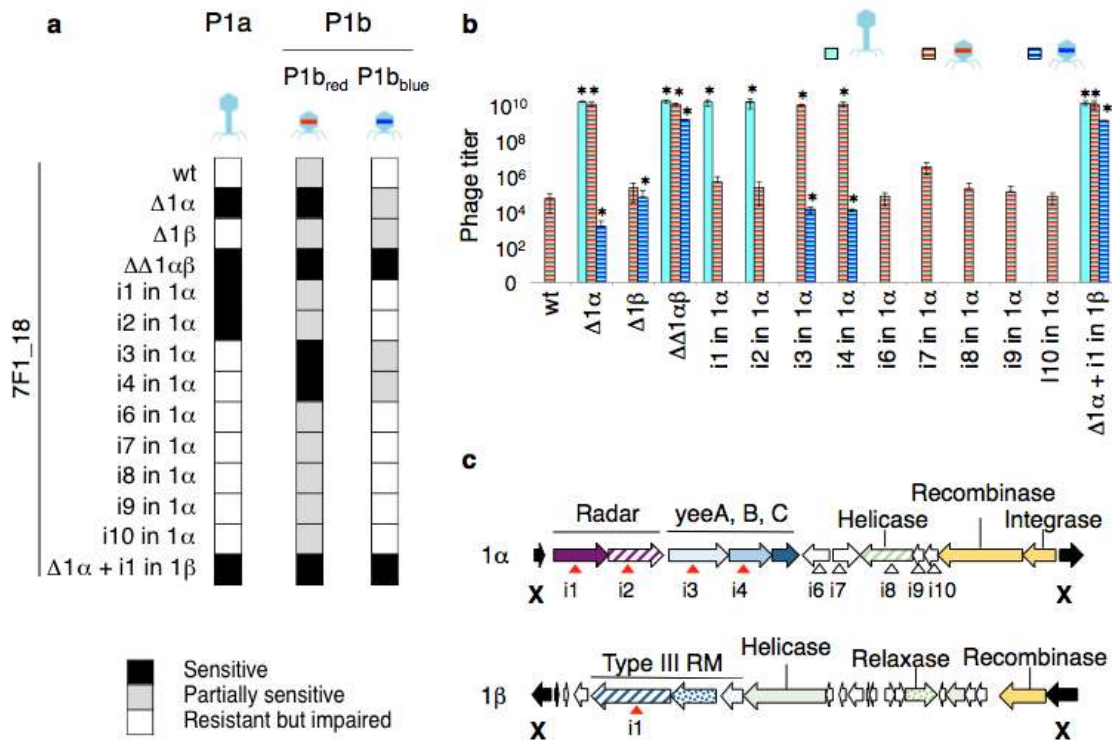 a
P1a
P1b
P1bred
P1bblue
7F1_18
wt
Δ1α
Δ1β
ΔΔ1αβ
i1 in 1α
i2 in 1α
i3 in 1α
i4 in 1α
i6 in 1α
i7 in 1α
i8 in 1α
i9 in 1α
i10 in 1α
Δ1α + i1 in 1β
Sensitive
Partially sensitive
Resistant but impaired
b
Phage titer
10^10
10^8
10^6
10^4
10^2
0
* * * * * * * * * * * * * * * *
wt
Δ1α
Δ1β
ΔΔ1αβ
i1 in 1α
i2 in 1α
i3 in 1α
i4 in 1α
i6 in 1α
i7 in 1α
i8 in 1α
i9 in 1α
I10 in 1α
Δ1α + i1 in 1β
c
Radar
yeeA, B, C
Helicase
Recombinase
Integrase
1α
X
i1
i2
i3
i4
i6
i7
i8
i9
i10
X
Type III RM
Helicase
Relaxase
Recombinase
1β
X
i1
X